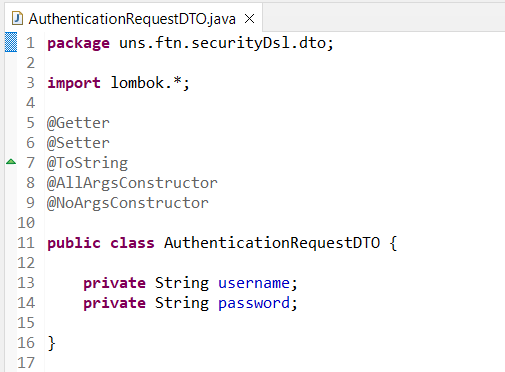 AuthenticationRequestDTO.java
1 package uns.ftn.securityDsl.dto;
2
3 import lombok.*;
4
5 @Getter
6 @Setter
7 @ToString
8 @AllArgsConstructor
9 @NoArgsConstructor
10
11 public class AuthenticationRequestDTO {
12
13     private String username;
14     private String password;
15
16 }
17